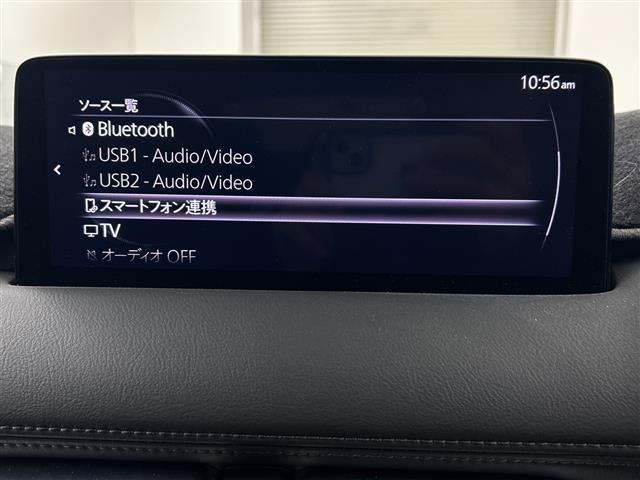 10:56am
ソース一覧
Bluetooth
USB1 - Audio/Video
USB2 - Audio/Video
スマートフォン連携
TV
オーディオ OFF